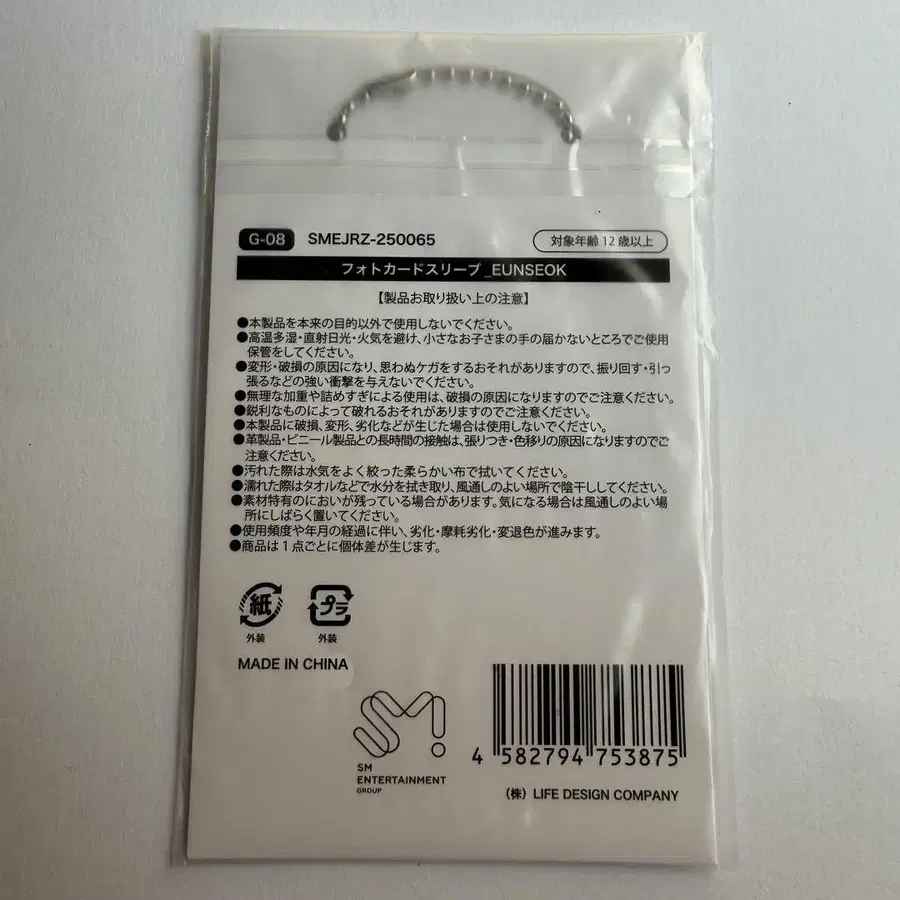 G-08 SMEJRZ-250065 対象年齢12歳以上
フォトカードスリーブ_EUNSEOK
【製品お取り扱い上の注意】
●本製品を本来の目的以外で使用しないでください。
●高温多湿・直射日光・火気を避け、小さなお子さまの手の届かないところでご使用
保管をしてください。
●変形・破損の原因になり、思わぬケガをするおそれがありますので、振り回す・引っ
張るなどの強い衝撃を与えないでください。
●無理な加重や詰めすぎによる使用は、破損の原因になりますのでご注意ください。
●鋭利なものによって破れるおそれがありますのでご注意ください。
●本製品に破損、変形、劣化などが生じた場合は使用しないでください。
●革製品・ビニール製品との長時間の接触は、張りつき・色移りの原因になりますのでご
注意ください。
●汚れた際は水気をよく絞った柔らかい布で拭いてください。
●濡れた際はタオルなどで水分を拭き取り、風通しのよい場所で陰干ししてください。
●素材特有のにおいが残っている場合があります。気になる場合は風通しのよい場
所にしばらく置いてください。
●使用頻度や年月の経過に伴い、劣化・摩耗劣化・変退色が進みます。
●商品は1点ごとに個体差が生じます。
紙 プラ
外装 外装
MADE IN CHINA
SM
ENTERTAINMENT
GROUP
4 582794 753875
（株） LIFE DESIGN COMPANY